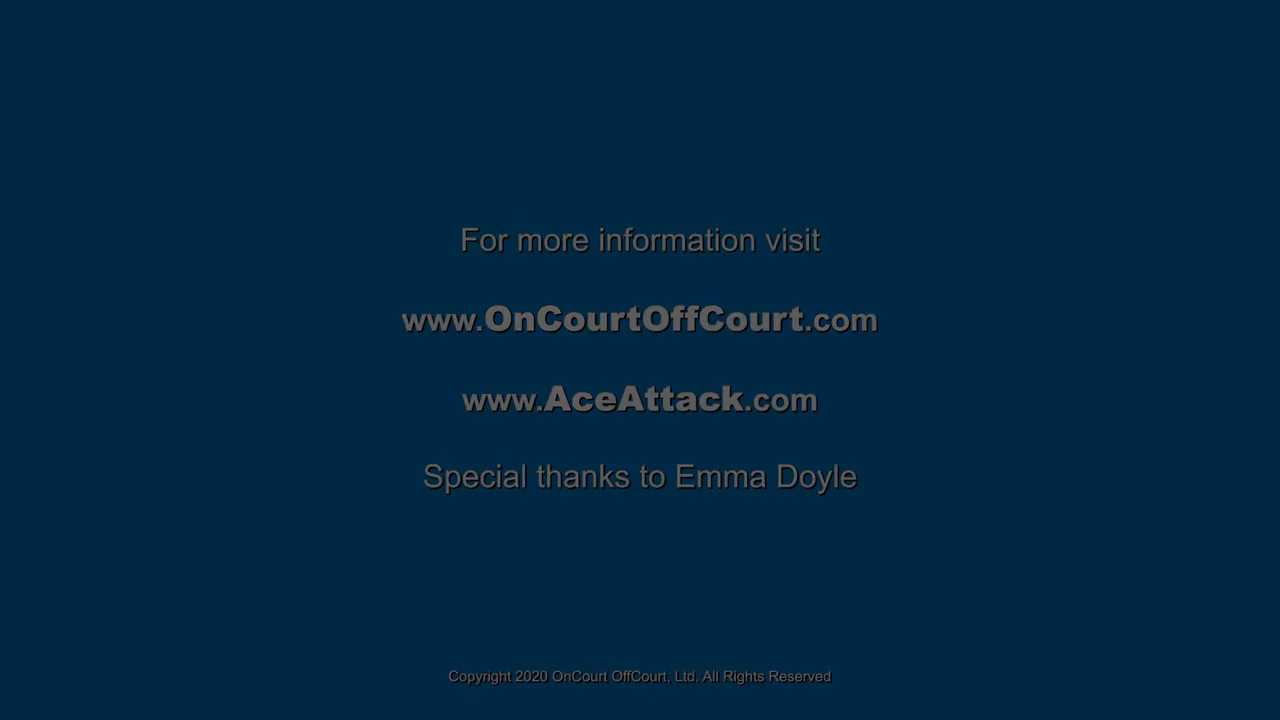 For more information visit
www.OnCourtOffCourt.com
www.AceAttack.com
Special thanks to Emma Doyle
Copyright 2020 OnCourt OffCourt, Ltd. All Rights Reserved